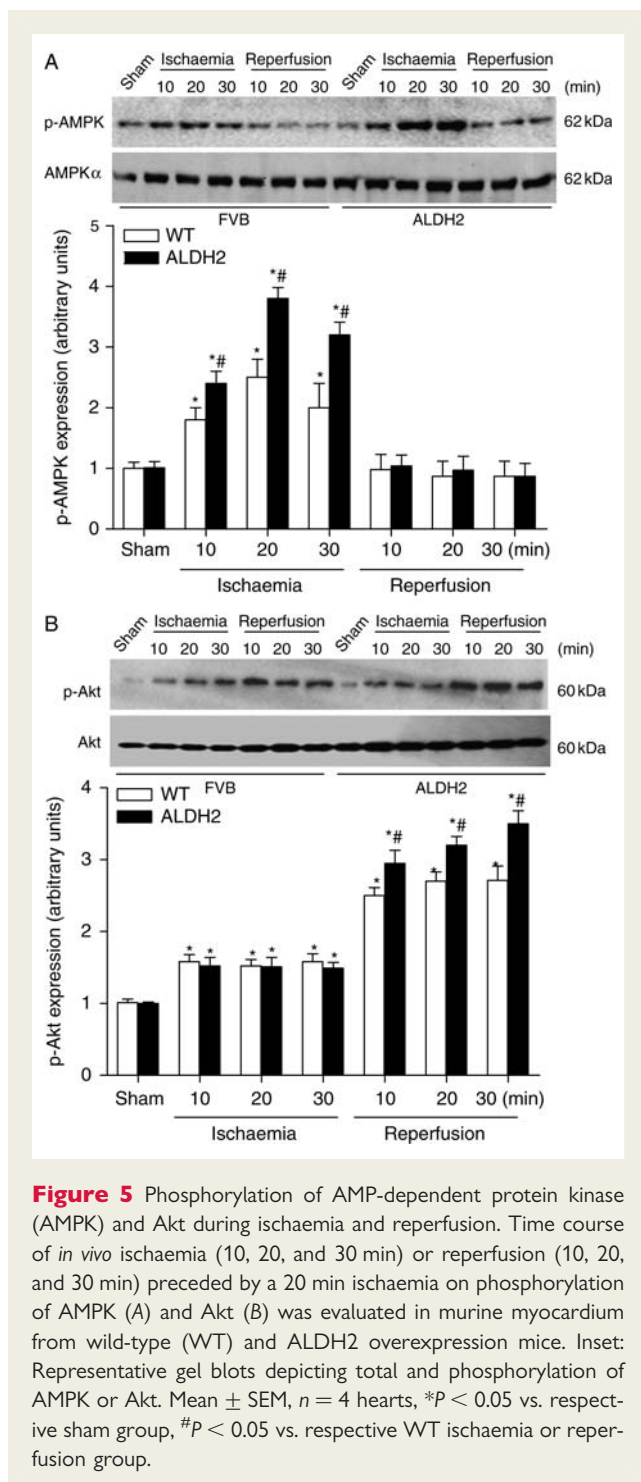 A
Sham
Ischaemia Reperfusion Ischaemia Reperfusion
10 20 30 10 20 30 Sham 10 20 30 10 20 30 (min)
p-AMPK 62 kDa
AMPKα 62 kDa
FVB ALDH2
WT
ALDH2
p-AMPK expression (arbitrary units)
5
4
3
2
1
0
* *# * *# * *#
Sham 10 20 30 10 20 30 (min)
Ischaemia Reperfusion
B
Sham
Ischaemia Reperfusion Ischaemia Reperfusion
10 20 30 10 20 30 Sham 10 20 30 10 20 30 (min)
p-Akt 60 kDa
Akt 60 kDa
FVB ALDH2
WT
ALDH2
p-Akt expression (arbitrary units)
4
3
2
1
0
* * * * * * * *# * *# * *#
Sham 10 20 30 10 20 30 (min)
Ischaemia Reperfusion
Figure 5 Phosphorylation of AMP-dependent protein kinase
(AMPK) and Akt during ischaemia and reperfusion. Time course
of in vivo ischaemia (10, 20, and 30 min) or reperfusion (10, 20,
and 30 min) preceded by a 20 min ischaemia on phosphorylation
of AMPK (A) and Akt (B) was evaluated in murine myocardium
from wild-type (WT) and ALDH2 overexpression mice. Inset:
Representative gel blots depicting total and phosphorylation of
AMPK or Akt. Mean ± SEM, n = 4 hearts, *P < 0.05 vs. respect-
ive sham group, #P < 0.05 vs. respective WT ischaemia or reper-
fusion group.